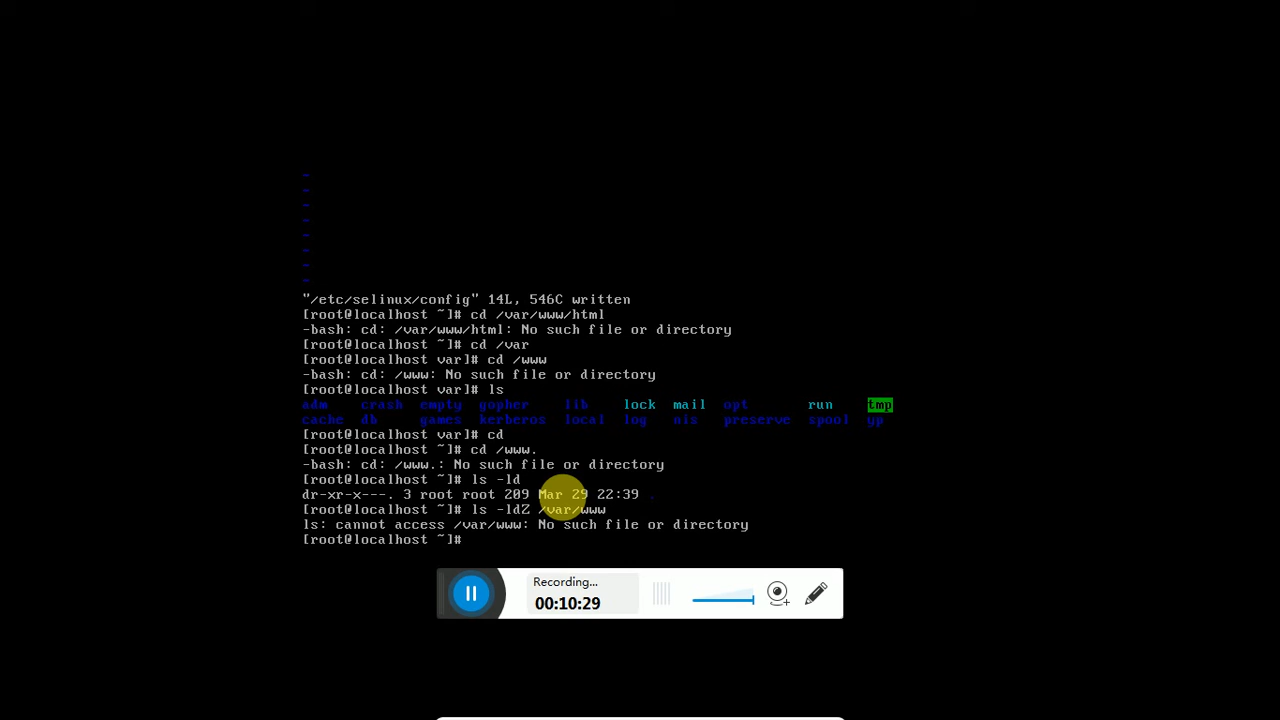 ~
~
~
~
~
~
~
~
"/etc/selinux/config" 14L, 546C written
[root@localhost ~]# cd /var/www/html
-bash: cd: /var/www/html: No such file or directory
[root@localhost ~]# cd /var
[root@localhost var]# cd /www
-bash: cd: /www: No such file or directory
[root@localhost var]# ls
adm crash empty gopher lib lock mail opt run tmp
cache db games kerberos local log nis preserve spool yp
[root@localhost var]# cd
[root@localhost ~]# cd /www.
-bash: cd: /www.: No such file or directory
[root@localhost ~]# ls -ld
dr-xr-x---. 3 root root 209 Mar 29 22:39 .
[root@localhost ~]# ls -ldZ /var/www
ls: cannot access /var/www: No such file or directory
[root@localhost ~]#
Recording...
00:10:29